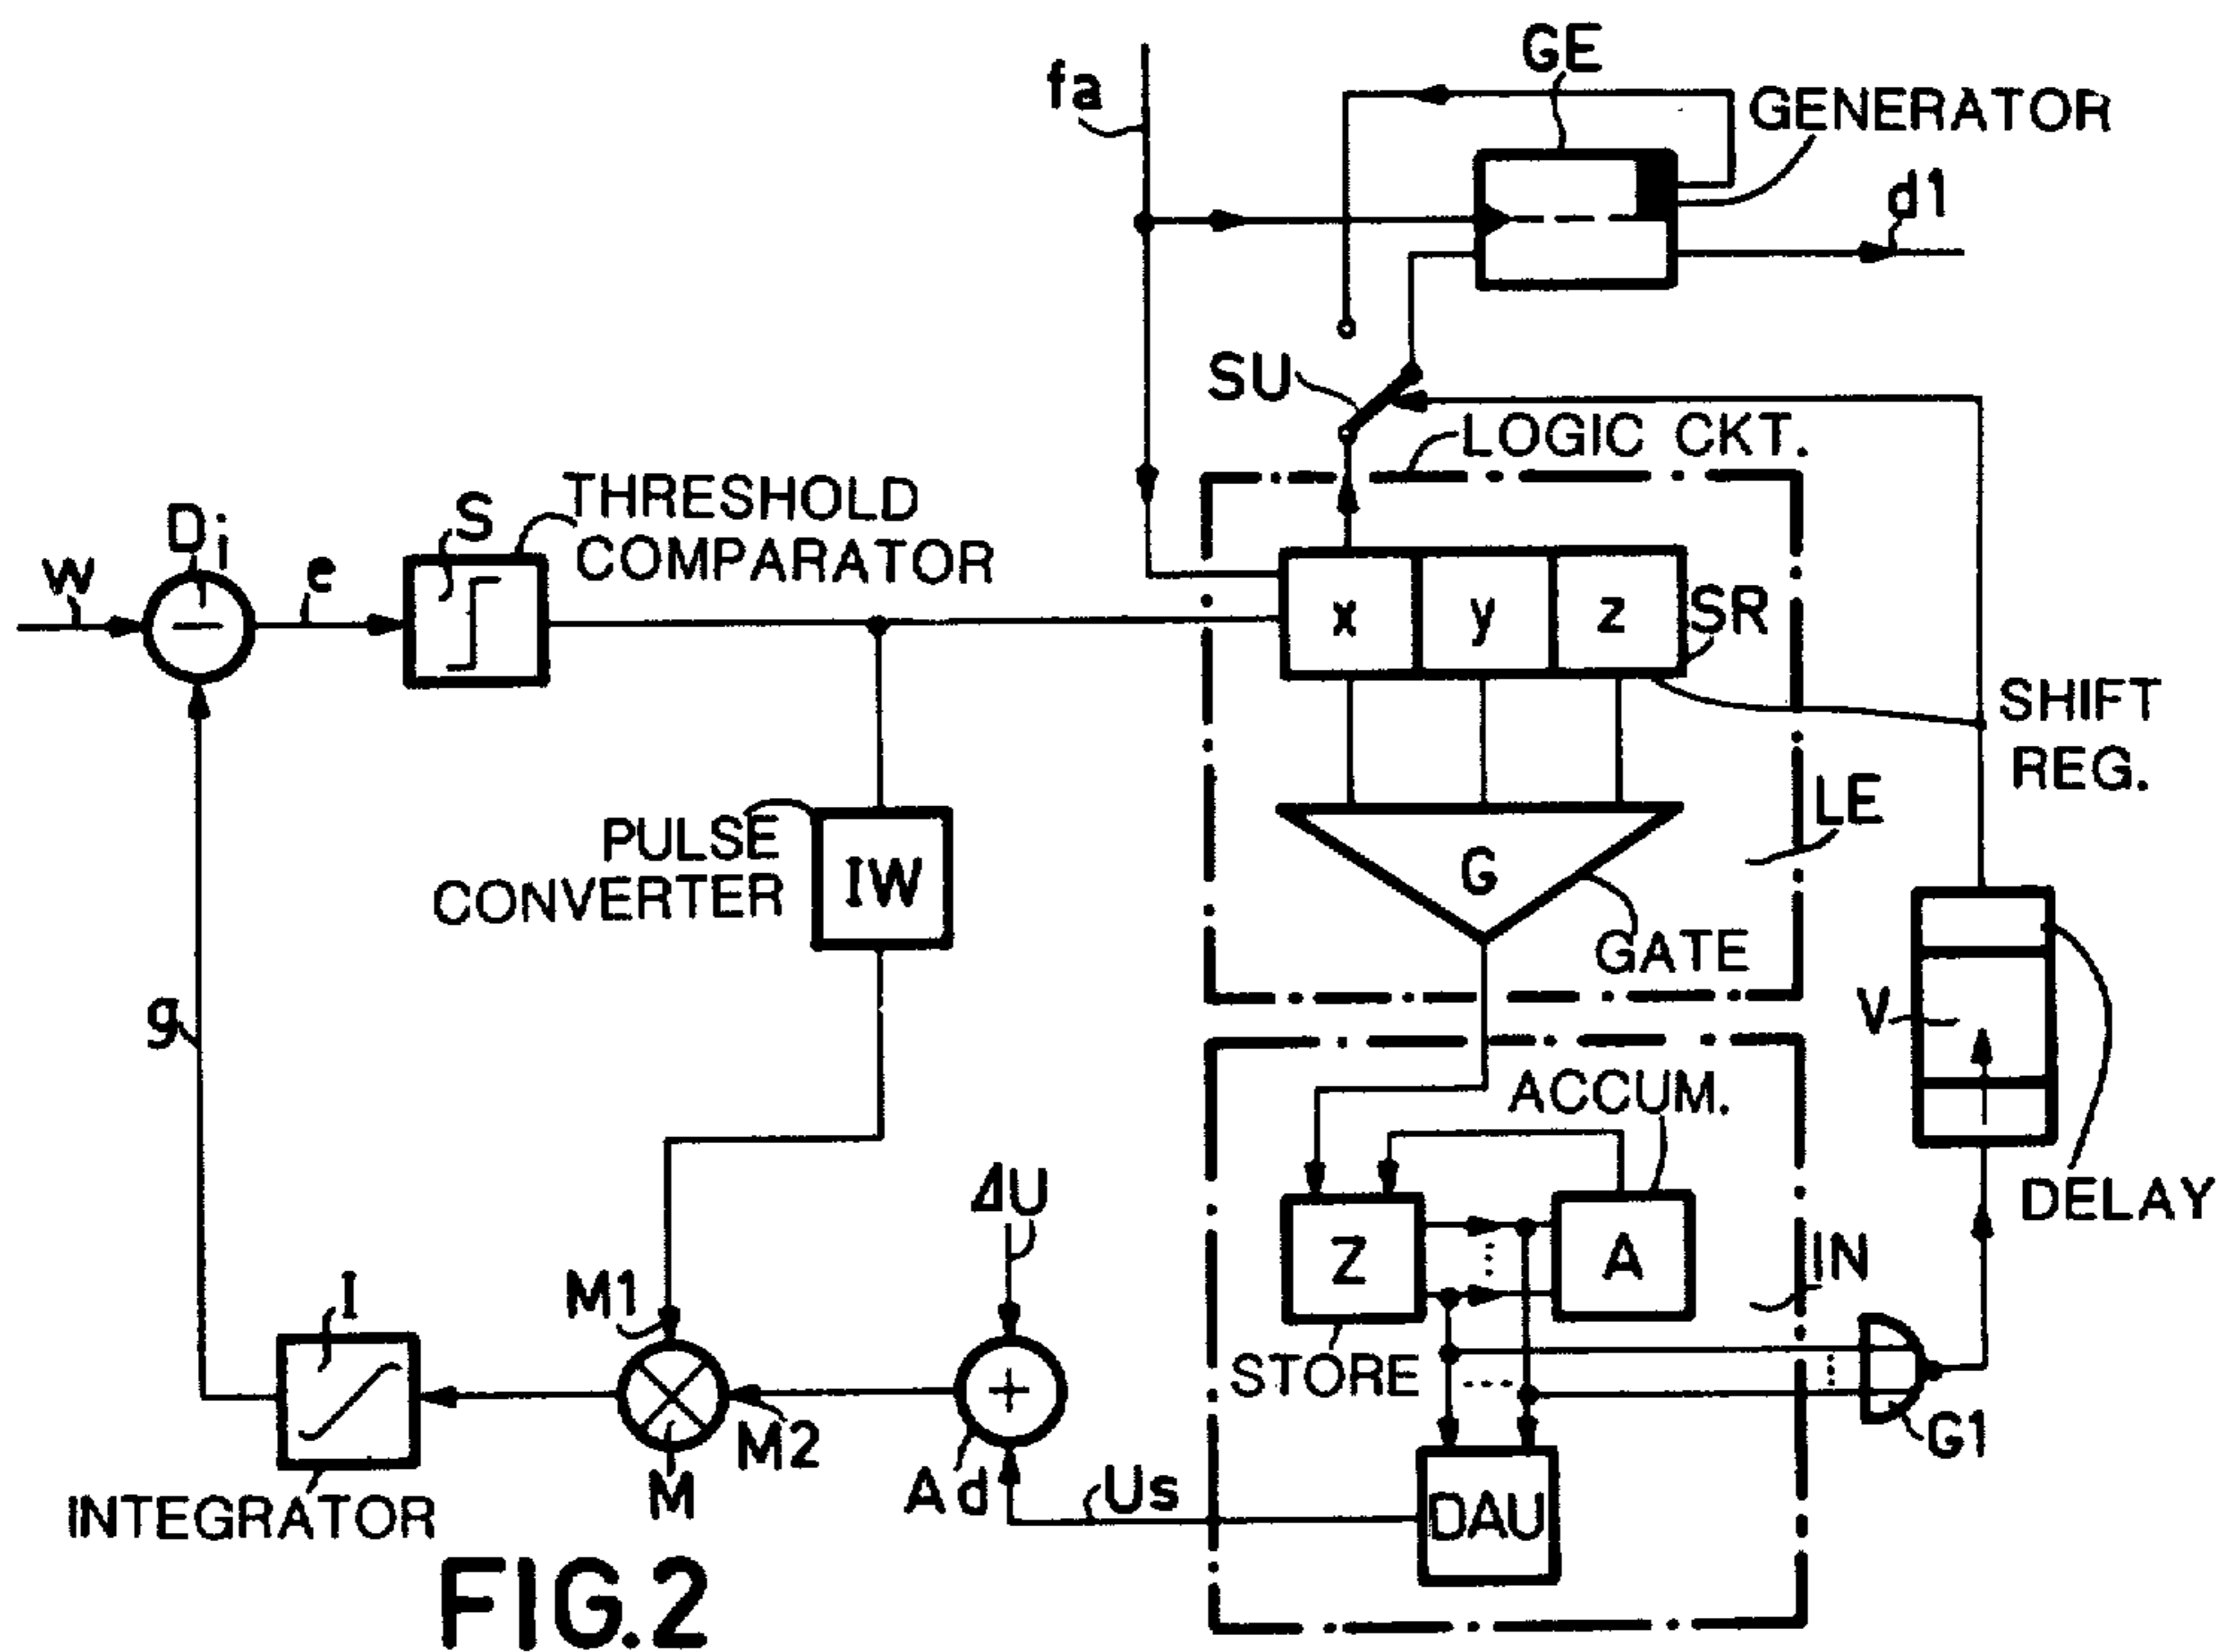 GE
fa
GENERATOR
d1
SU
LOGIC CKT.
Di
S
THRESHOLD
COMPARATOR
w
e
x
y
z
SR
SHIFT
REG.
PULSE
CONVERTER
IW
G
LE
GATE
V
g
ACCUM.
DELAY
ΔU
Z
A
IN
M1
I
STORE
M2
G1
M
Ad
Us
DAU
INTEGRATOR
FIG.2